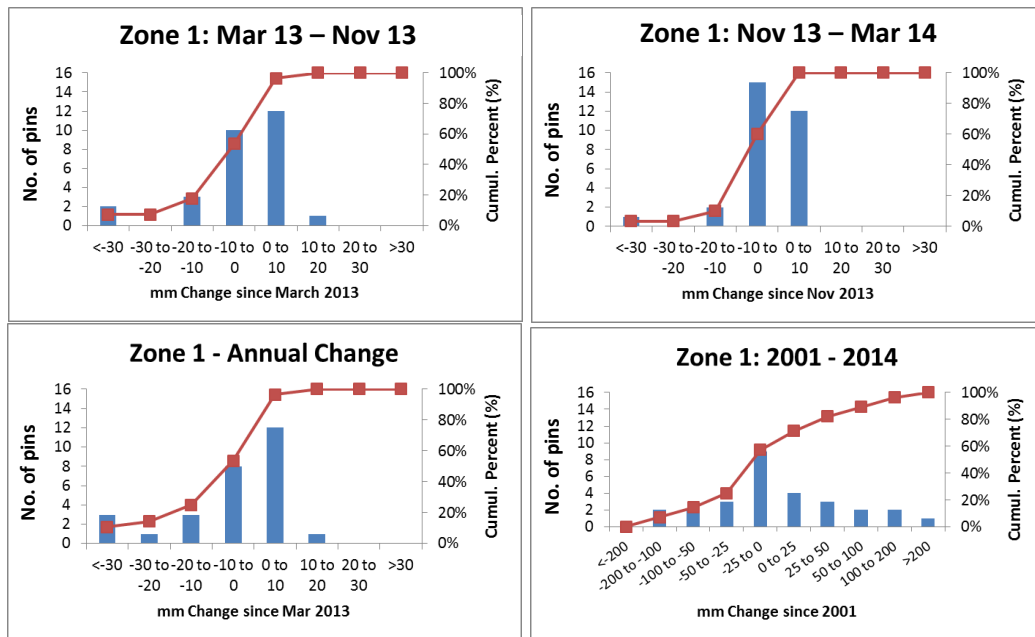 Zone 1: Mar 13 – Nov 13
No. of pins
16
14
12
10
8
6
4
2
0
100%
80%
60%
40%
20%
0%
Cumul. Percent (%)
<-30 -30 to -20 to -10 to 0 to 10 to 20 to >30
-20 -10 0 10 20 30
mm Change since March 2013
Zone 1: Nov 13 – Mar 14
No. of pins
16
14
12
10
8
6
4
2
0
100%
80%
60%
40%
20%
0%
Cumul. Percent (%)
<-30 -30 to -20 to -10 to 0 to 10 to 20 to >30
-20 -10 0 10 20 30
mm Change since Nov 2013
Zone 1 - Annual Change
No. of pins
16
14
12
10
8
6
4
2
0
100%
80%
60%
40%
20%
0%
Cumul. Percent (%)
<-30 -30 to -20 to -10 to 0 to 10 to 20 to >30
-20 -10 0 10 20 30
mm Change since Mar 2013
Zone 1: 2001 - 2014
No. of pins
16
14
12
10
8
6
4
2
0
100%
80%
60%
40%
20%
0%
Cumul. Percent (%)
<-200
-200 to -100
-100 to -50
-50 to -25
-25 to 0
0 to 25
25 to 50
50 to 100
100 to 200
>200
mm Change since 2001